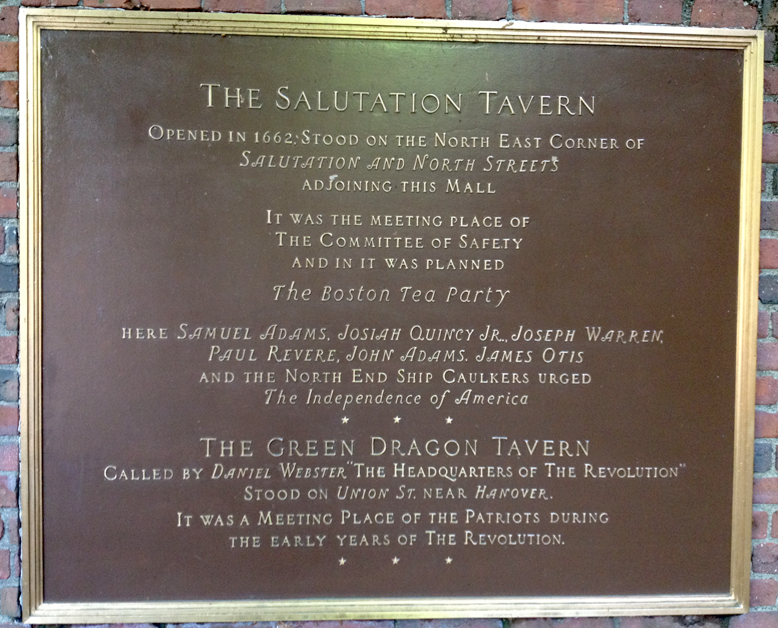 The Salutation Tavern
Opened in 1662, Stood on the North East Corner of
Salutation and North Streets
adjoining this Mall
It was the meeting place of
The Committee of Safety
and in it was planned
The Boston Tea Party
here Samuel Adams, Josiah Quincy Jr., Joseph Warren,
Paul Revere, John Adams, James Otis
and the North End Ship Caulkers urged
The Independence of America
★ ★ ★
The Green Dragon Tavern
Called by Daniel Webster "The Headquarters of The Revolution"
Stood on Union St. near Hanover.
It was a Meeting Place of the Patriots during
the early years of The Revolution.
★ ★ ★